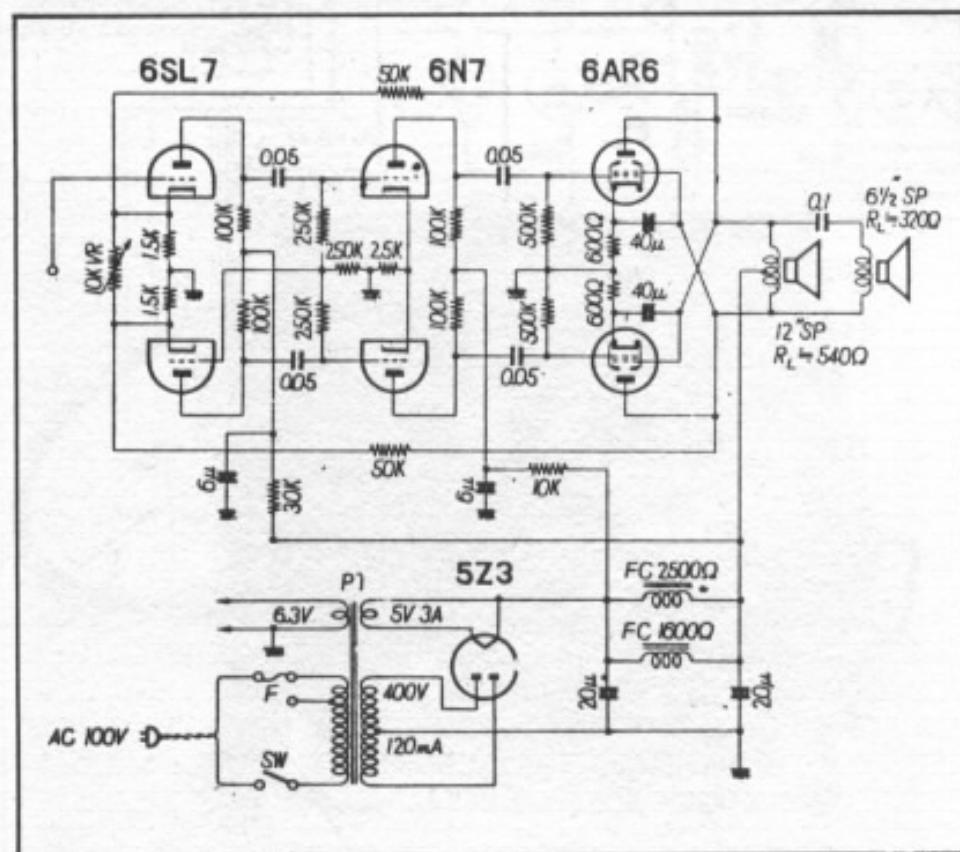 6SL7 6N7 6AR6
50K
0.05 0.05
6½" SP
R_L≒320Ω
0.1
10K VR
1.5K
1.5K
100K
100K
250K
250K
250K
2.5K
100K
100K
500K
500K
600Ω
600Ω
40μ
40μ
0.05 0.05
12" SP
R_L≒540Ω
50K
6μ
30K
6μ
10K
5Z3
PT
6.3V
5V 3A
FC 2500Ω
FC 1600Ω
F
400V
20μ
20μ
AC 100V
120mA
SW